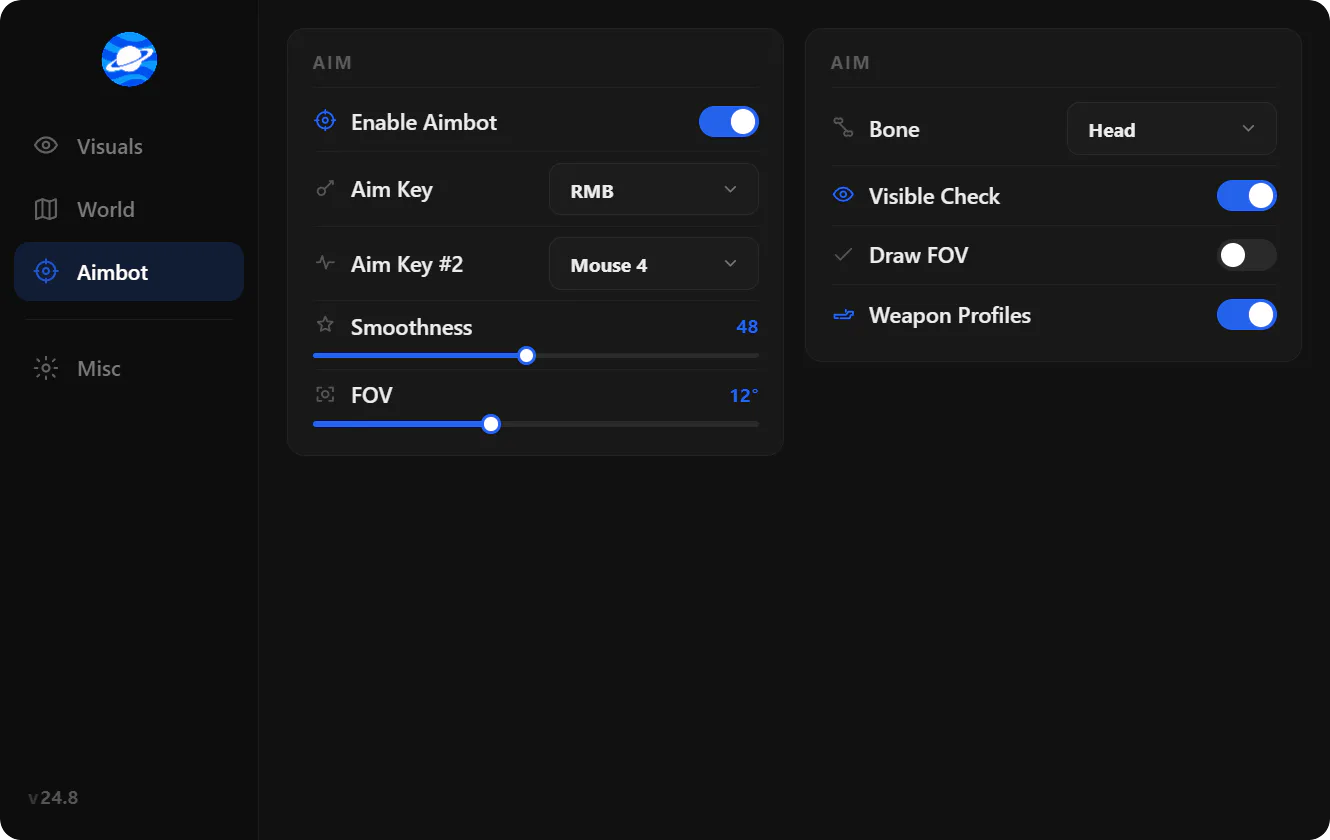 Visuals
World
Aimbot
Misc
v24.8
AIM
Enable Aimbot
Aim Key RMB
Aim Key #2 Mouse 4
Smoothness 48
FOV 12°
AIM
Bone Head
Visible Check
Draw FOV
Weapon Profiles